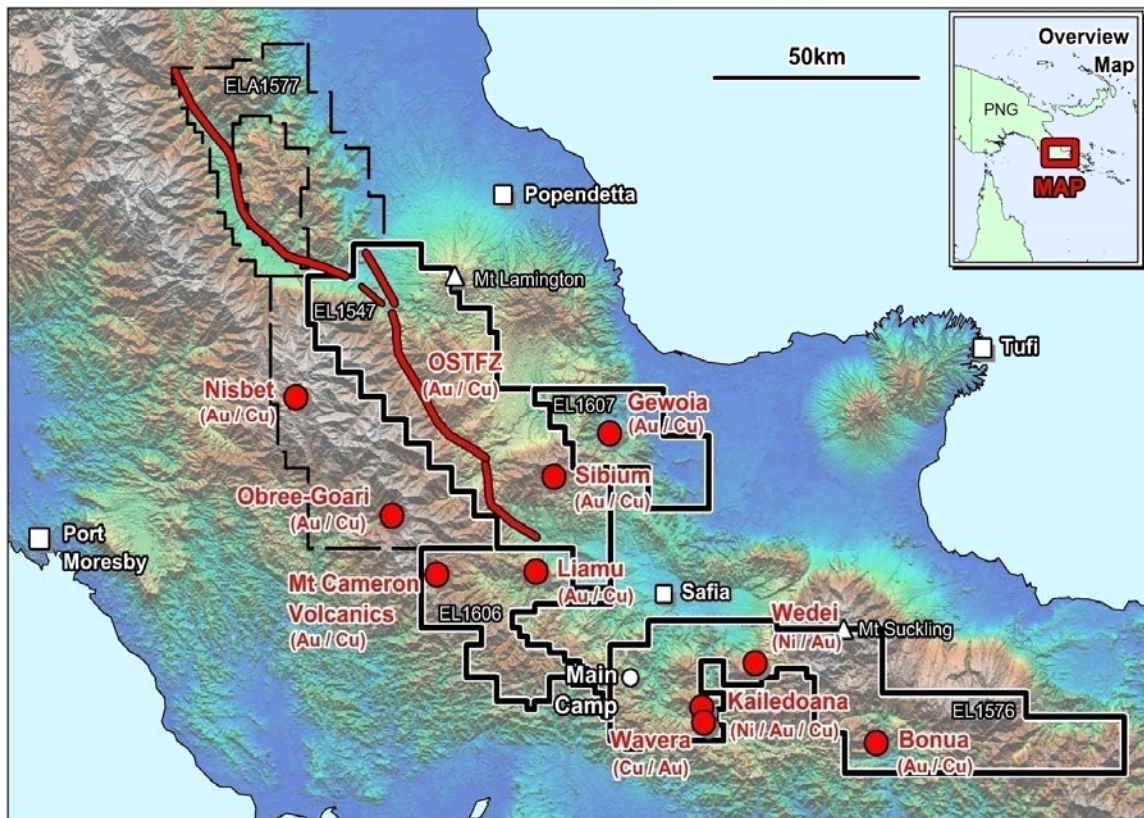 Overview
Map
50km
PNG
MAP
ELA1577
Popendetta
Mt Lamington
EL1547
Tufi
OSTFZ
(Au / Cu)
Nisbet
(Au / Cu)
EL1607
Gewoia
(Au / Cu)
Sibium
(Au / Cu)
Obree-Goari
(Au / Cu)
Port
Moresby
Mt Cameron
Volcanics
(Au / Cu)
Liamu
(Au / Cu)
EL1606
Safia
Wedei
(Ni / Au)
Mt Suckling
Main
Camp
Kailedoana
(Ni / Au / Cu)
EL1576
Wavera
(Cu / Au)
Bonua
(Au / Cu)